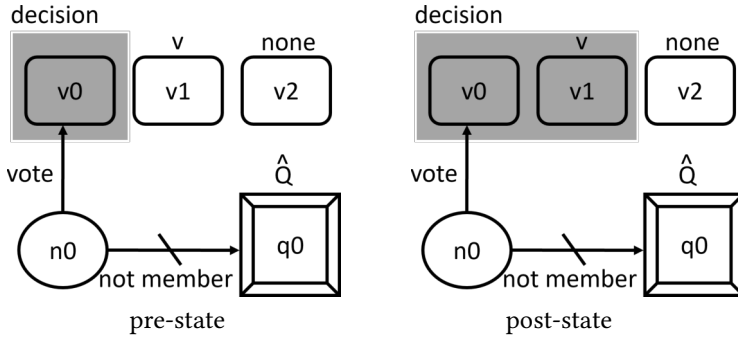 decision
v
none
v0
v1
v2
vote
Q̂
n0
q0
not member
pre-state
decision
v
none
v0
v1
v2
vote
Q̂
n0
q0
not member
post-state